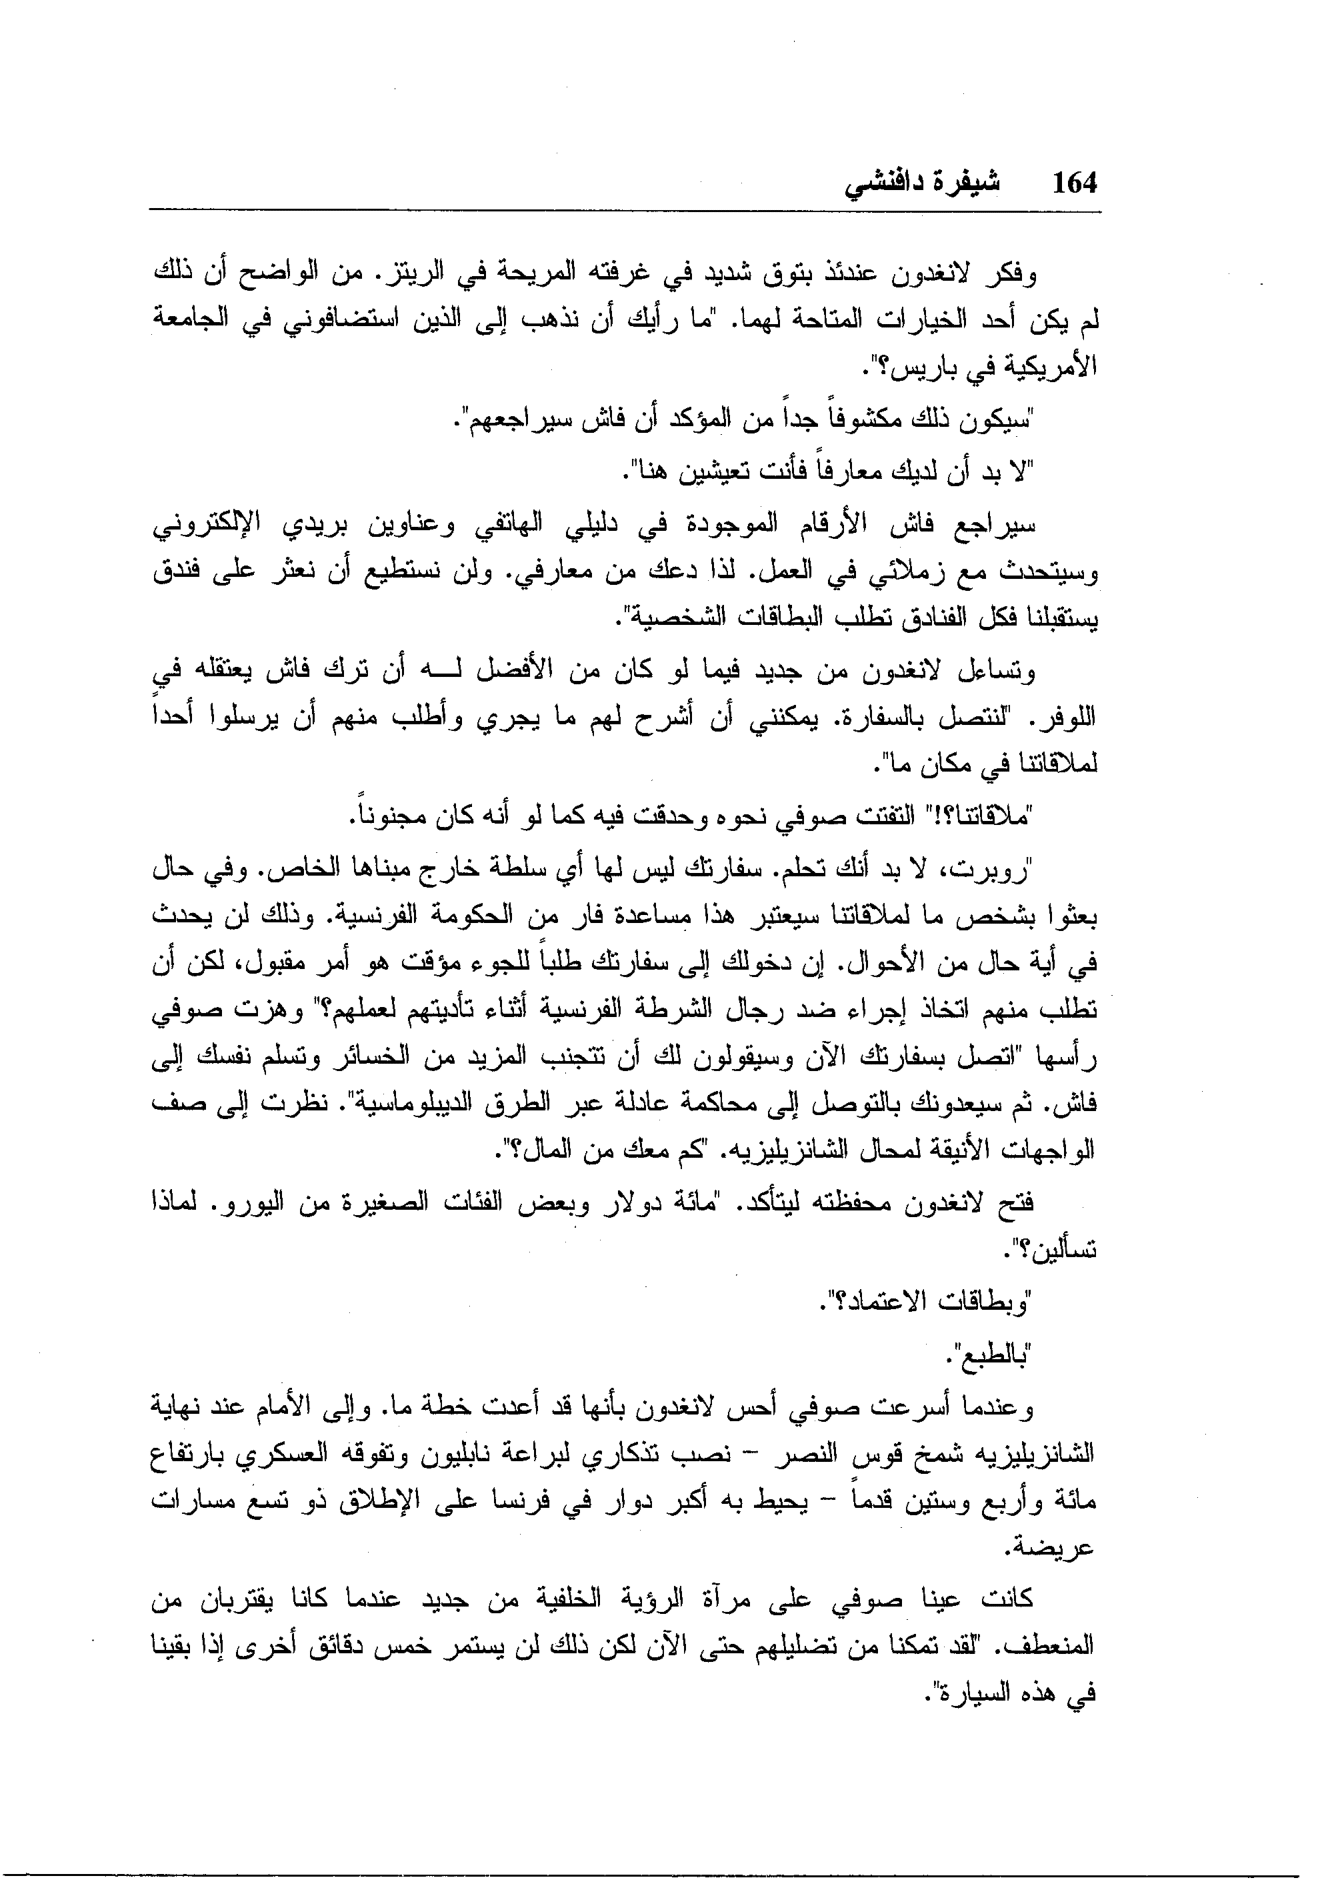 164 شيفرة دافنشي
وفكر لانغدون عندئذ بتوق شديد في غرفته المريحة في الريتز. من الواضح أن ذلك
لم يكن أحد الخيارات المتاحة لهما. "ما رأيك أن نذهب إلى الذين استضافوني في الجامعة
الأمريكية في باريس؟".
"سيكون ذلك مكشوفاً جداً من المؤكد أن فاش سيراجعهم".
"لا بد أن لديك معارفاً فأنت تعيشين هنا".
سيراجع فاش الأرقام الموجودة في دليلي الهاتفي وعناوين بريدي الإلكتروني
وسيتحدث مع زملائي في العمل. لذا دعك من معارفي. ولن نستطيع أن نعثر على فندق
يستقبلنا فكل الفنادق تطلب البطاقات الشخصية".
وتساءل لانغدون من جديد فيما لو كان من الأفضل لـه أن ترك فاش يعتقله في
اللوفر. "لنتصل بالسفارة. يمكنني أن أشرح لهم ما يجري وأطلب منهم أن يرسلوا أحداً
لملاقاتنا في مكان ما".
"ملاقاتنا؟!" التفتت صوفي نحوه وحدقت فيه كما لو أنه كان مجنوناً.
"روبرت، لا بد أنك تحلم. سفارتك ليس لها أي سلطة خارج مبناها الخاص. وفي حال
بعثوا بشخص ما لملاقاتنا سيعتبر هذا مساعدة فار من الحكومة الفرنسية. وذلك لن يحدث
في أية حال من الأحوال. إن دخولك إلى سفارتك طلباً للجوء مؤقت هو أمر مقبول، لكن أن
تطلب منهم اتخاذ إجراء ضد رجال الشرطة الفرنسية أثناء تأديتهم لعملهم؟" وهزت صوفي
رأسها "اتصل بسفارتك الآن وسيقولون لك أن تتجنب المزيد من الخسائر وتسلم نفسك إلى
فاش. ثم سيعدونك بالتوصل إلى محاكمة عادلة عبر الطرق الديبلوماسية". نظرت إلى صف
الواجهات الأنيقة لمحال الشانزيليزيه. "كم معك من المال؟".
فتح لانغدون محفظته ليتأكد. "مائة دولار وبعض الفئات الصغيرة من اليورو. لماذا
تسألين؟".
"وبطاقات الاعتماد؟".
"بالطبع".
وعندما أسرعت صوفي أحس لانغدون بأنها قد أعدت خطة ما. وإلى الأمام عند نهاية
الشانزيليزيه شمخ قوس النصر – نصب تذكاري لبراعة نابليون وتفوقه العسكري بارتفاع
مائة وأربع وستين قدماً – يحيط به أكبر دوار في فرنسا على الإطلاق ذو تسع مسارات
عريضة.
كانت عينا صوفي على مرآة الرؤية الخلفية من جديد عندما كانا يقتربان من
المنعطف. "لقد تمكنا من تضليلهم حتى الآن لكن ذلك لن يستمر خمس دقائق أخرى إذا بقينا
في هذه السيارة".